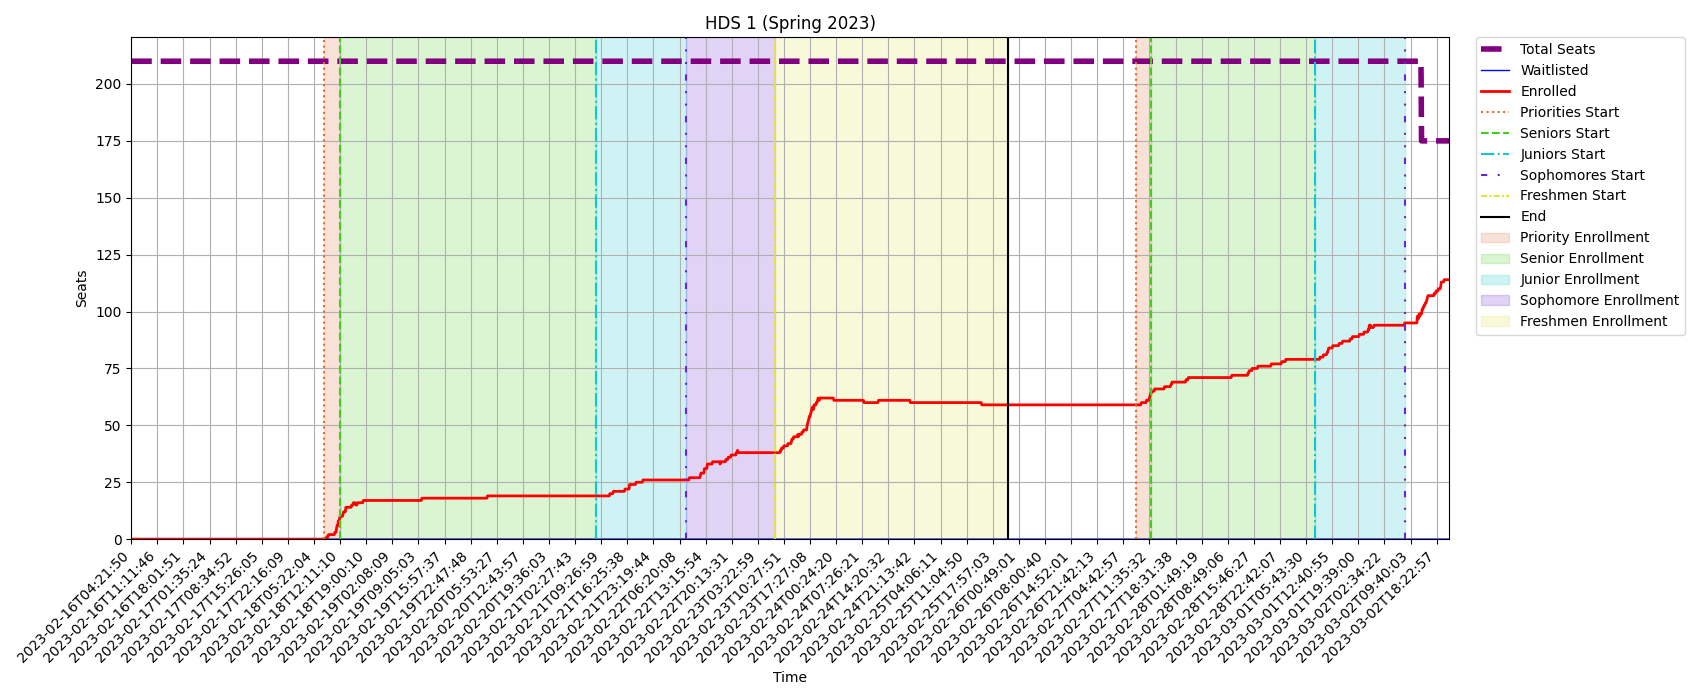 HDS 1 (Spring 2023)
Seats
200
175
150
125
100
75
50
25
0
2023-02-16T04:21:50
2023-02-16T11:11:46
2023-02-16T18:01:51
2023-02-17T01:35:24
2023-02-17T08:34:52
2023-02-17T15:26:05
2023-02-17T22:16:09
2023-02-18T05:22:04
2023-02-18T12:11:10
2023-02-18T19:00:10
2023-02-19T02:08:09
2023-02-19T09:05:03
2023-02-19T15:57:37
2023-02-19T22:47:48
2023-02-20T05:53:27
2023-02-20T12:43:57
2023-02-20T19:36:03
2023-02-21T02:27:43
2023-02-21T09:26:59
2023-02-21T16:25:38
2023-02-21T23:19:44
2023-02-22T06:20:08
2023-02-22T13:15:54
2023-02-22T20:13:31
2023-02-23T03:22:59
2023-02-23T10:27:51
2023-02-23T17:27:08
2023-02-24T00:24:20
2023-02-24T07:26:21
2023-02-24T14:20:32
2023-02-24T21:13:42
2023-02-25T04:06:11
2023-02-25T11:04:50
2023-02-25T17:57:03
2023-02-26T00:49:01
2023-02-26T08:00:40
2023-02-26T14:52:01
2023-02-26T21:42:13
2023-02-27T04:42:57
2023-02-27T11:35:32
2023-02-27T18:31:38
2023-02-28T01:49:19
2023-02-28T08:49:06
2023-02-28T15:46:27
2023-02-28T22:42:07
2023-03-01T05:43:30
2023-03-01T12:40:55
2023-03-01T19:39:00
2023-03-02T02:34:22
2023-03-02T09:40:03
2023-03-02T18:22:57
Time
Total Seats
Waitlisted
Enrolled
Priorities Start
Seniors Start
Juniors Start
Sophomores Start
Freshmen Start
End
Priority Enrollment
Senior Enrollment
Junior Enrollment
Sophomore Enrollment
Freshmen Enrollment